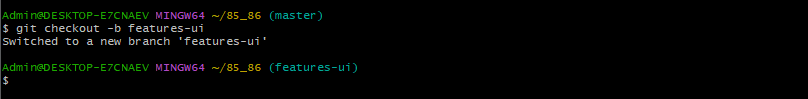 Admin@DESKTOP-E7CNAEV MINGW64 ~/85_86 (master)
$ git checkout -b features-ui
Switched to a new branch 'features-ui'
Admin@DESKTOP-E7CNAEV MINGW64 ~/85_86 (features-ui)
$